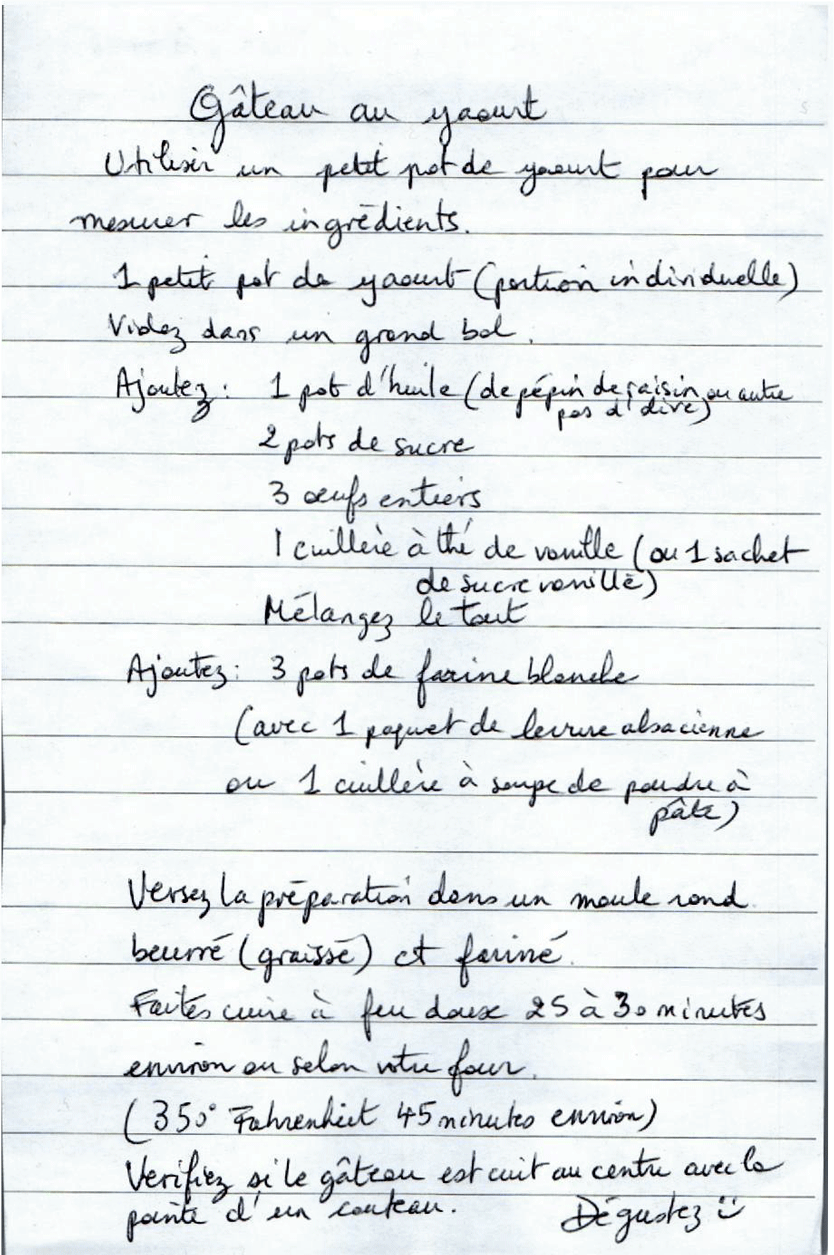 Gâteau au yaourt
Utiliser un petit pot de yaourt pour
mesurer les ingrédients.
1 petit pot de yaourt (portion individuelle)
Videz dans un grand bol.
Ajoutez : 1 pot d'huile (de pépin de raisin ou autre
pas d'olive)
2 pots de sucre
3 œufs entiers
1 cuillère à thé de vanille (ou 1 sachet
de sucre vanillé)
Mélangez le tout
Ajoutez : 3 pots de farine blanche
(avec 1 paquet de levure alsacienne
ou 1 cuillère à soupe de poudre à
pâte)
Versez la préparation dans un moule rond
beurré (graissé) et fariné.
Faites cuire à feu doux 25 à 30 minutes
environ ou selon votre four.
(350° Fahrenheit 45 minutes environ)
Verifiez si le gâteau est cuit au centre avec la
pointe d'un couteau. Dégustez :)